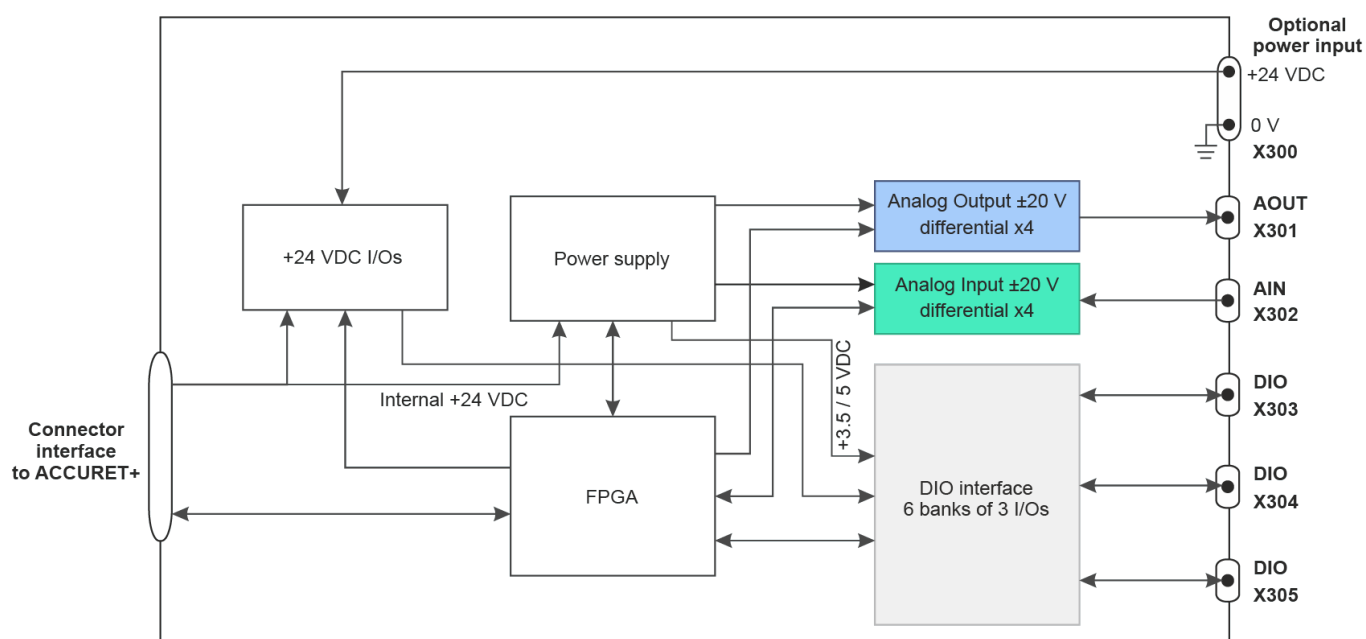 Optional
power input
+24 VDC
0 V
X300
Analog Output ±20 V
differential x4
AOUT
X301
+24 VDC I/Os
Power supply
Analog Input ±20 V
differential x4
AIN
X302
+3.5 / 5 VDC
Internal +24 VDC
DIO
X303
Connector
interface
to ACCURET+
FPGA
DIO interface
6 banks of 3 I/Os
DIO
X304
DIO
X305